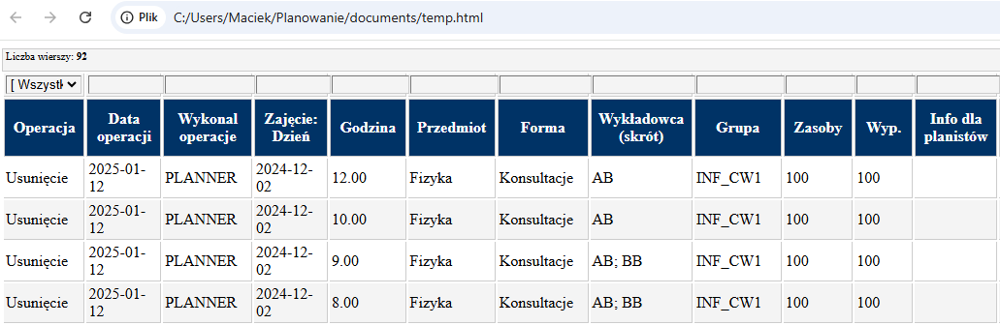 Plik C:/Users/Maciek/Planowanie/documents/temp.html
Liczba wierszy: 92
[ Wszystk
Operacja Data operacji Wykonal operacje Zajęcie: Dzień Godzina Przedmiot Forma Wykładowca (skrót) Grupa Zasoby Wyp. Info dla planistów
Usunięcie 2025-01-12 PLANNER 2024-12-02 12.00 Fizyka Konsultacje AB INF_CW1 100 100
Usunięcie 2025-01-12 PLANNER 2024-12-02 10.00 Fizyka Konsultacje AB INF_CW1 100 100
Usunięcie 2025-01-12 PLANNER 2024-12-02 9.00 Fizyka Konsultacje AB; BB INF_CW1 100 100
Usunięcie 2025-01-12 PLANNER 2024-12-02 8.00 Fizyka Konsultacje AB; BB INF_CW1 100 100